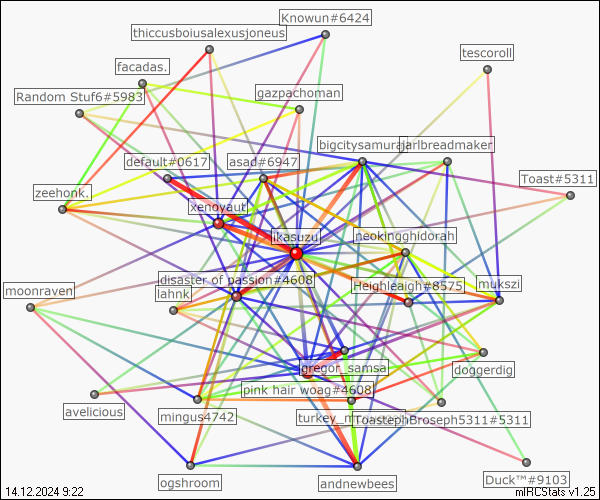 Knowun#6424
thiccusboiusalexusjoneus
tescoroll
facadas.
gazpachoman
Random Stuf6#5983
bigcitysamurai
jarlbreadmaker
default#0617
asad#6947
Toast#5311
zeehonk.
xenoyaut
ikasuzu
neokingghidorah
disaster of passion#4608
Heighleaigh#8575
mukszi
moonraven
lahnk
gregor_samsa
doggerdig
pink hair woag#4608
avelicious
mingus4742
ToastephBroseph5311#5311
ogshroom
andnewbees
Duck™#9103
14.12.2024 9:22
mIRCStats v1.25